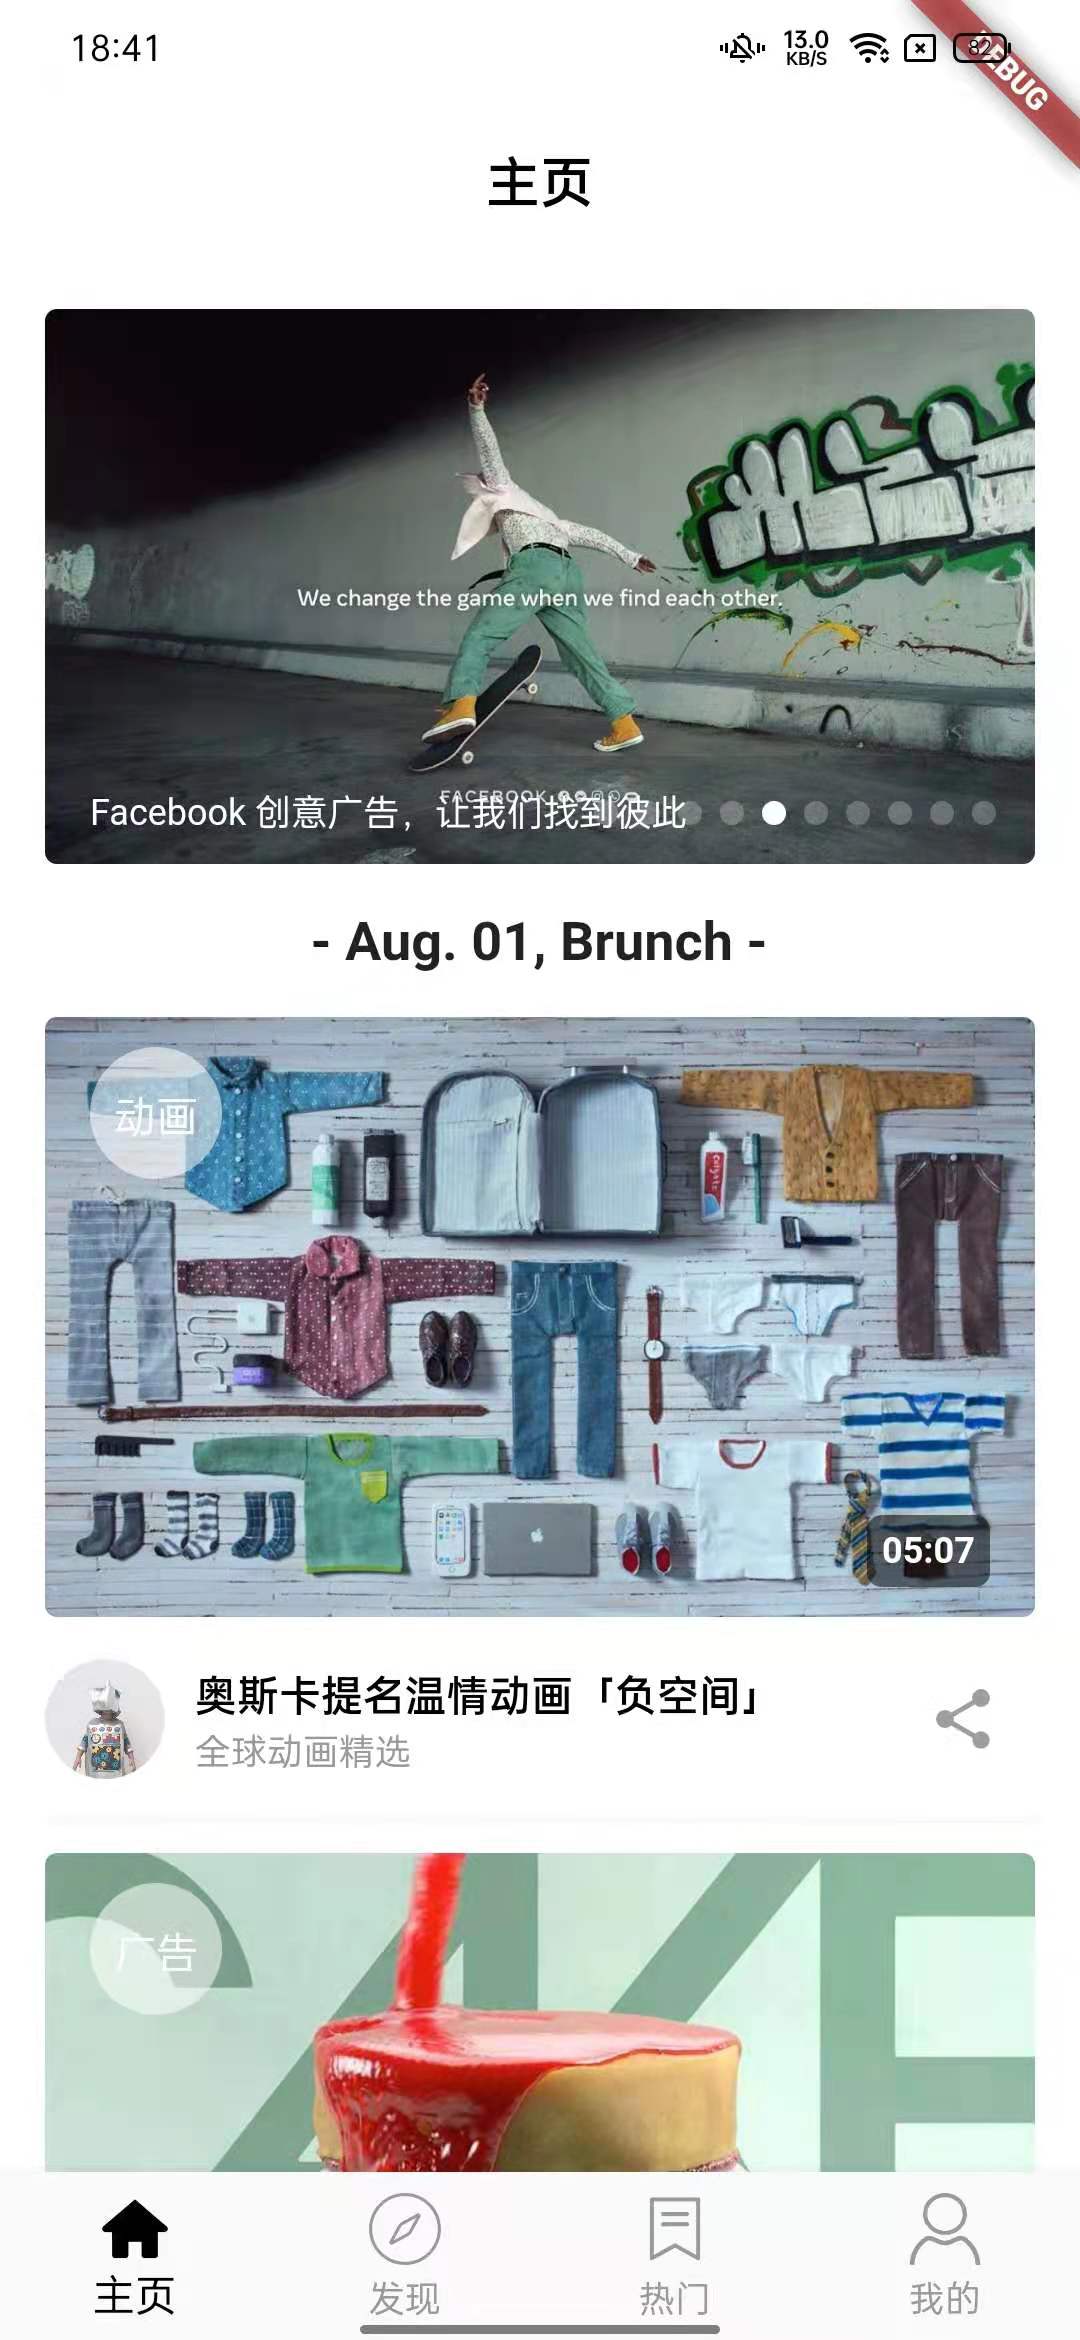 18:41
13.0
KB/S
82
DEBUG
主页
We change the game when we find each other.
FACEBOOK
Facebook 创意广告，让我们找到彼此
- Aug. 01, Brunch -
动画
Colgate
05:07
奥斯卡提名温情动画「负空间」
全球动画精选
广告
CAKE
主页
发现
热门
我的